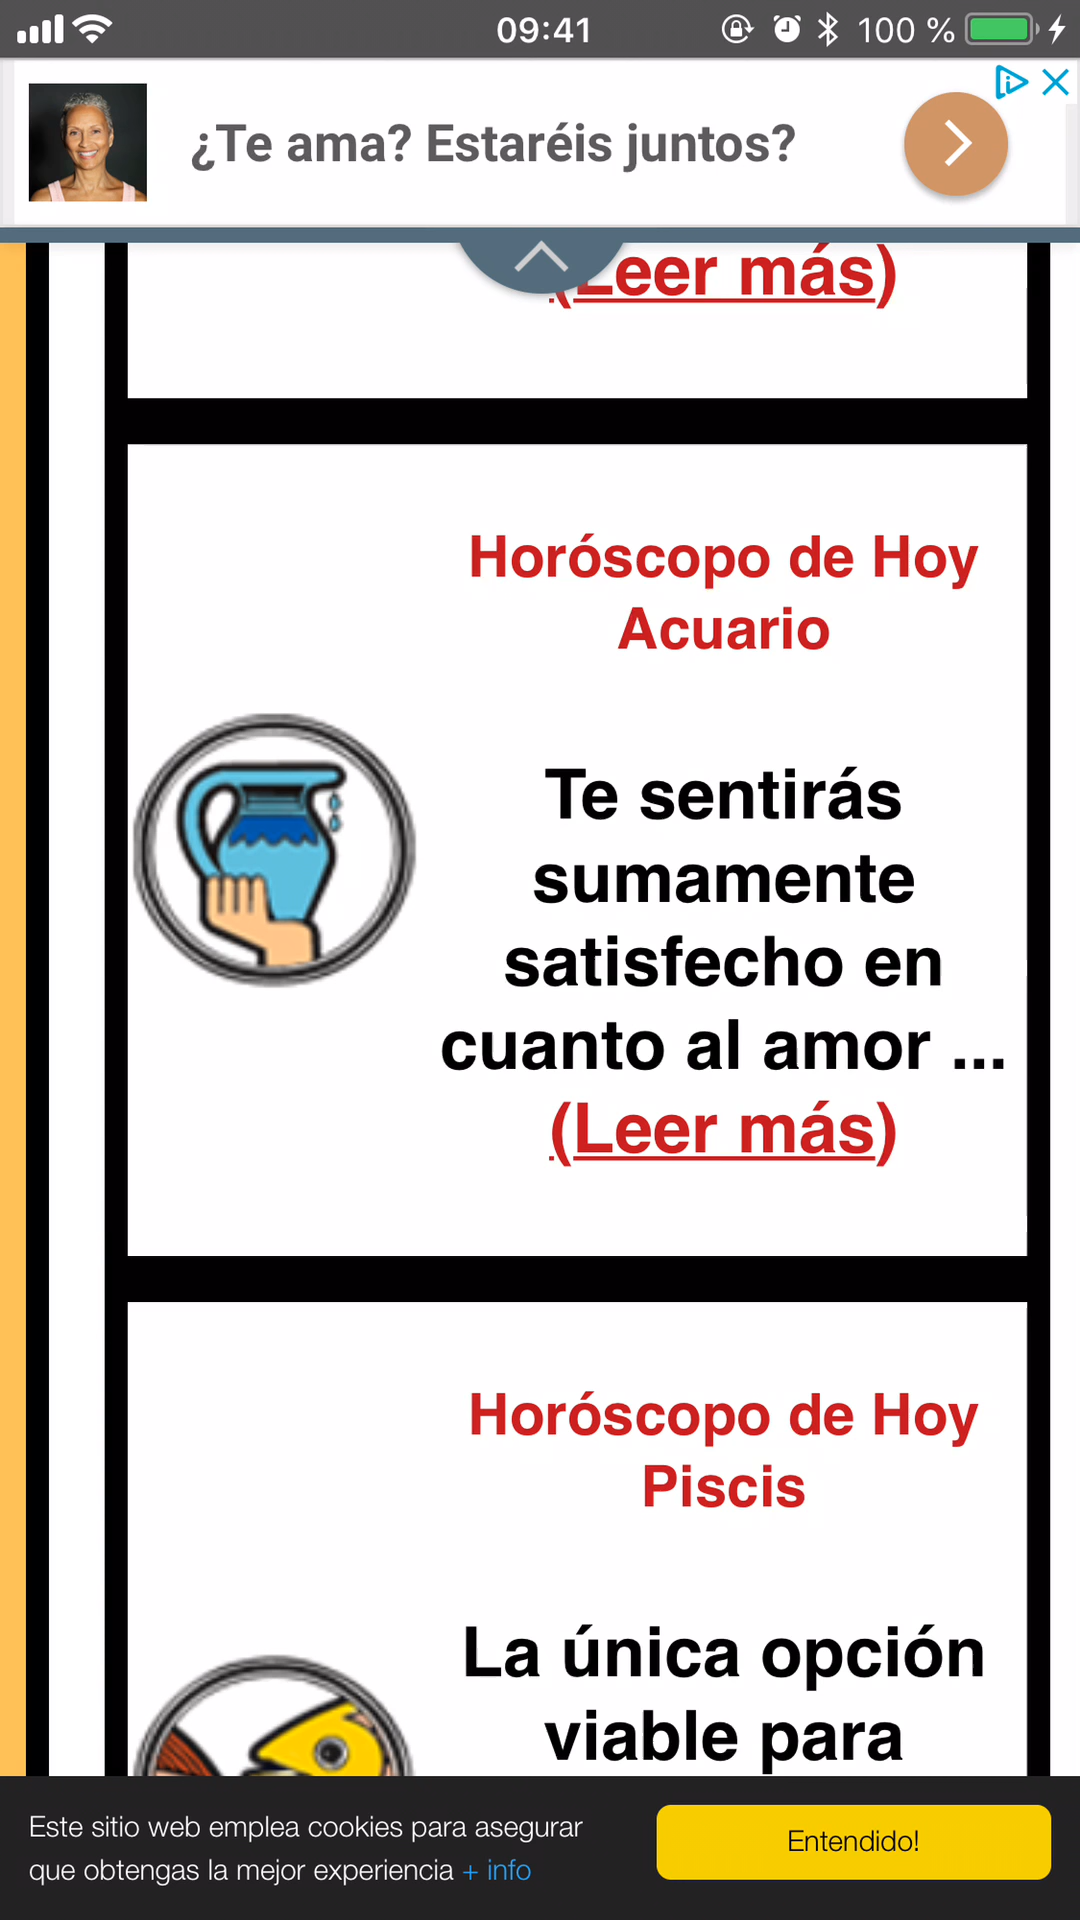 09:41
100 %
¿Te ama? Estaréis juntos?
(Leer más)
Horóscopo de Hoy
Acuario
Te sentirás
sumamente
satisfecho en
cuanto al amor ...
(Leer más)
Horóscopo de Hoy
Piscis
La única opción
viable para
Este sitio web emplea cookies para asegurar
que obtengas la mejor experiencia + info
Entendido!